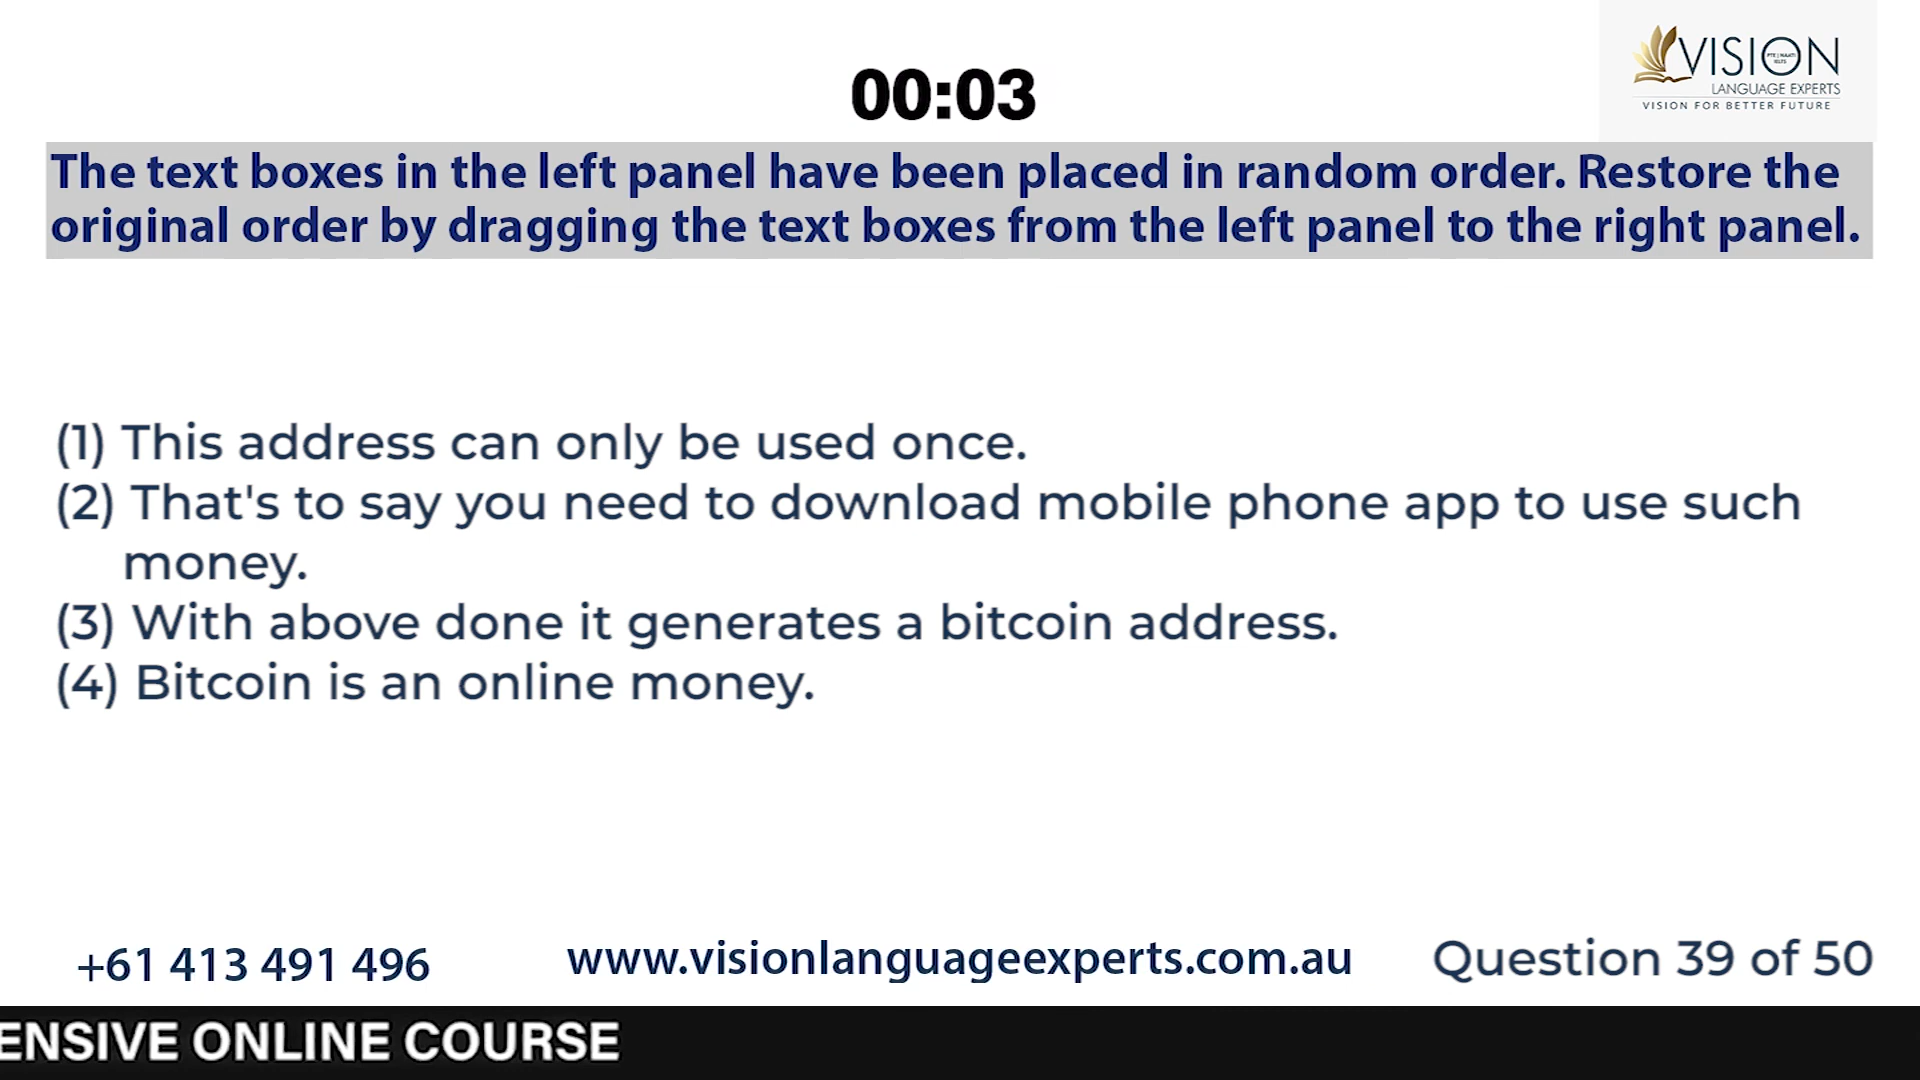 VISION
PTE | NAATI
IELTS
LANGUAGE EXPERTS
VISION FOR BETTER FUTURE
00:03
The text boxes in the left panel have been placed in random order. Restore the
original order by dragging the text boxes from the left panel to the right panel.
(1) This address can only be used once.
(2) That's to say you need to download mobile phone app to use such
money.
(3) With above done it generates a bitcoin address.
(4) Bitcoin is an online money.
+61 413 491 496
www.visionlanguageexperts.com.au
Question 39 of 50
ENSIVE ONLINE COURSE